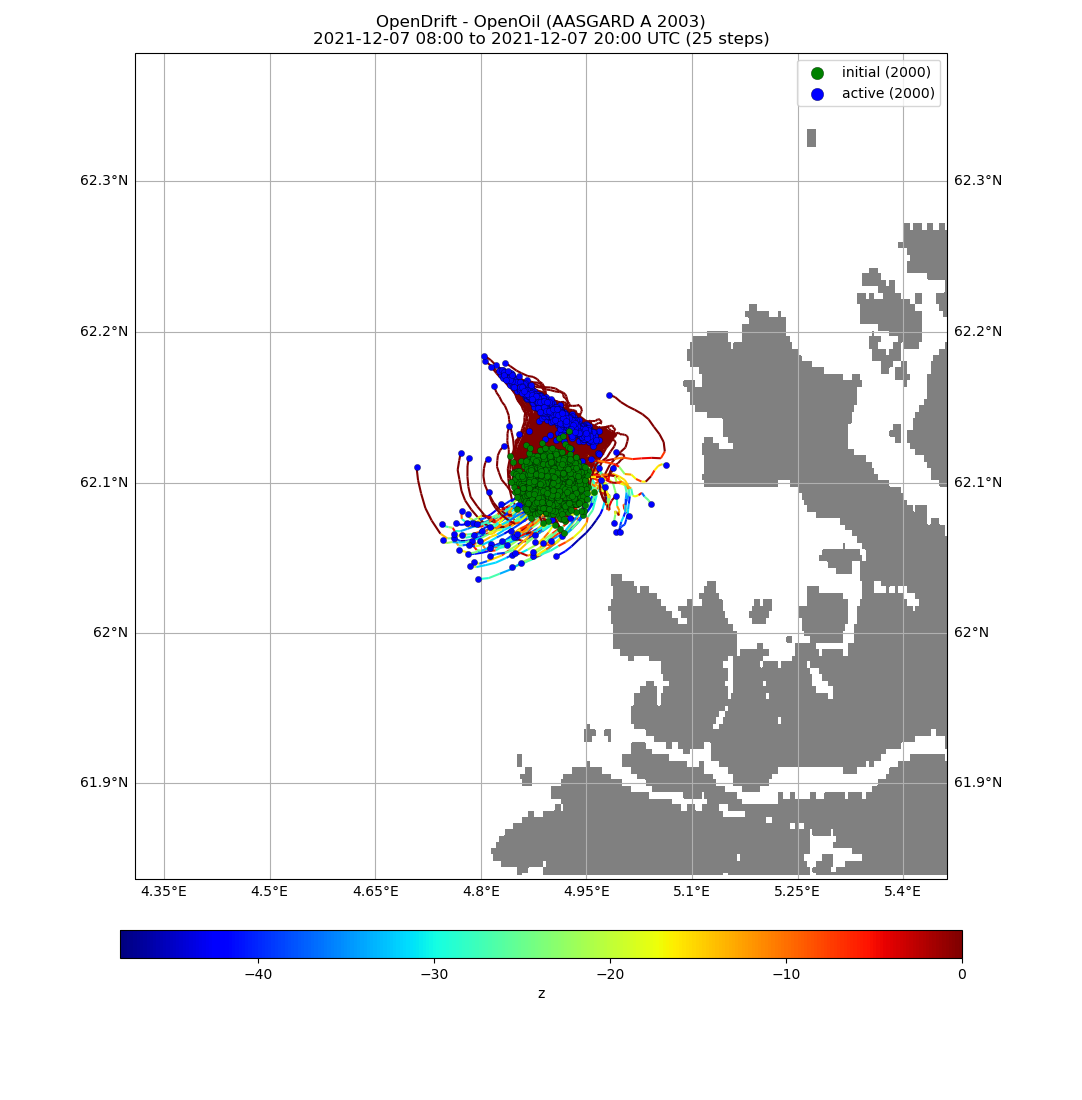 OpenDrift - OpenOil (AASGARD A 2003)
2021-12-07 08:00 to 2021-12-07 20:00 UTC (25 steps)
initial (2000)
active (2000)
62.3°N 62.3°N
62.2°N 62.2°N
62.1°N 62.1°N
62°N 62°N
61.9°N 61.9°N
4.35°E 4.5°E 4.65°E 4.8°E 4.95°E 5.1°E 5.25°E 5.4°E
−40 −30 −20 −10 0
z